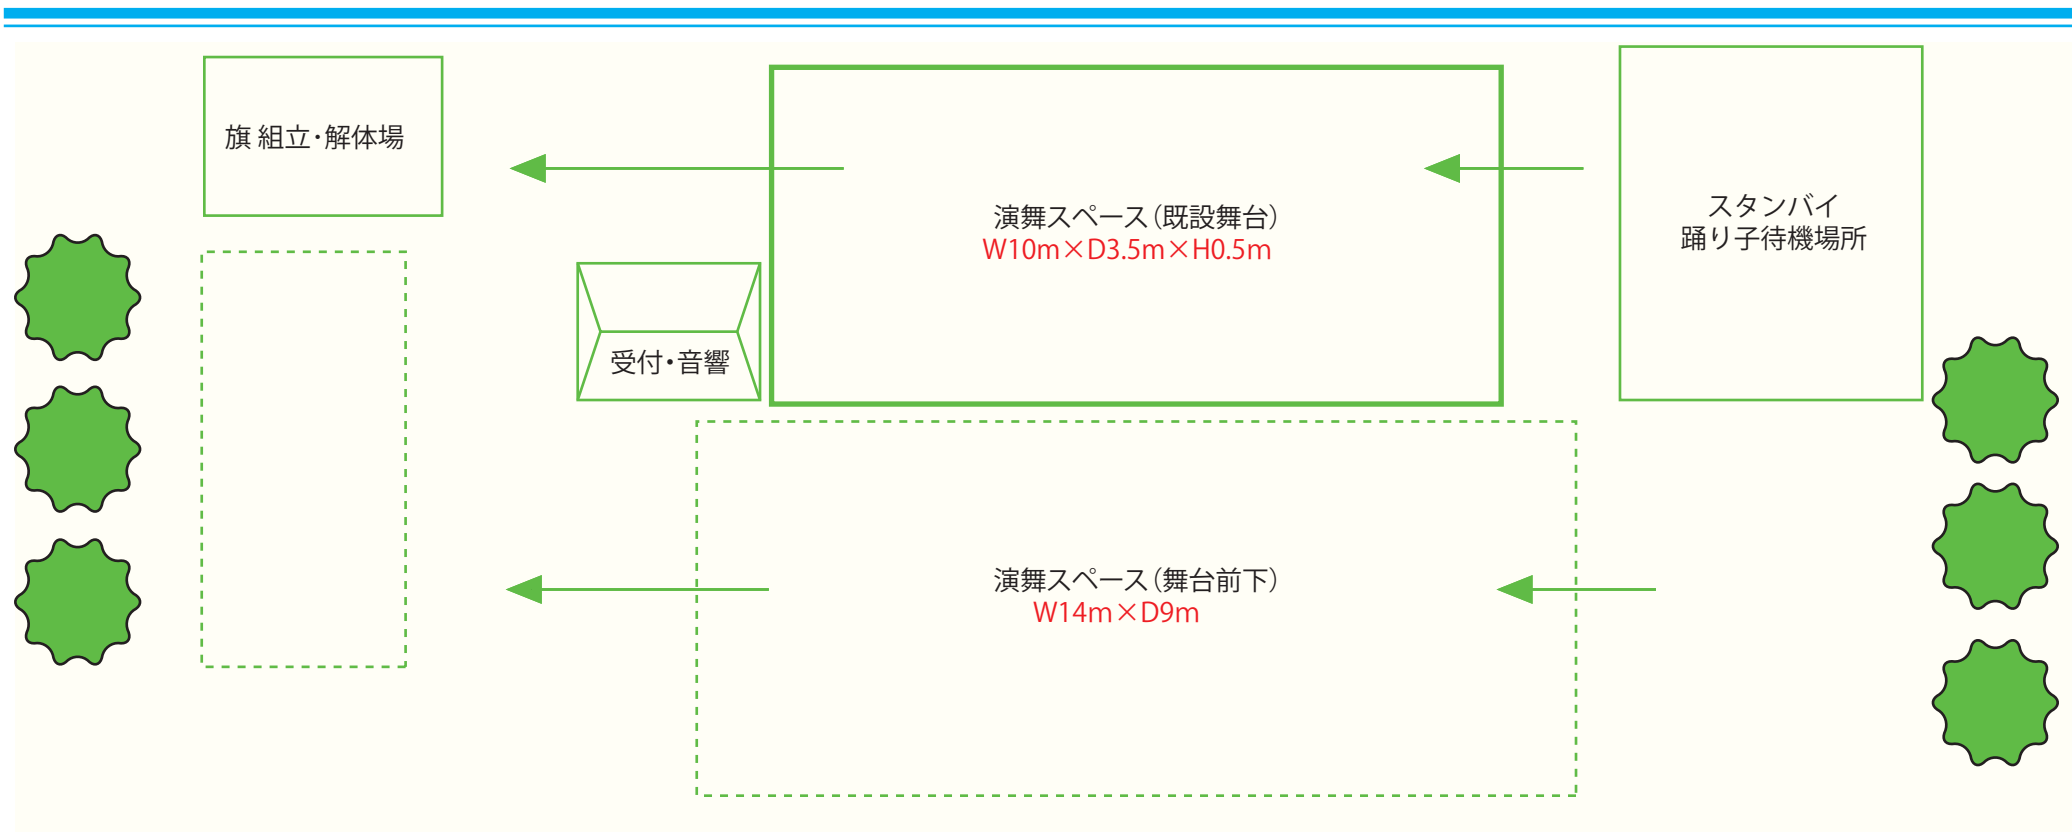 旗 組立・解体場
演舞スペース（既設舞台）
W10m×D3.5m×H0.5m
スタンバイ
踊り子待機場所
受付・音響
演舞スペース（舞台前下）
W14m×D9m